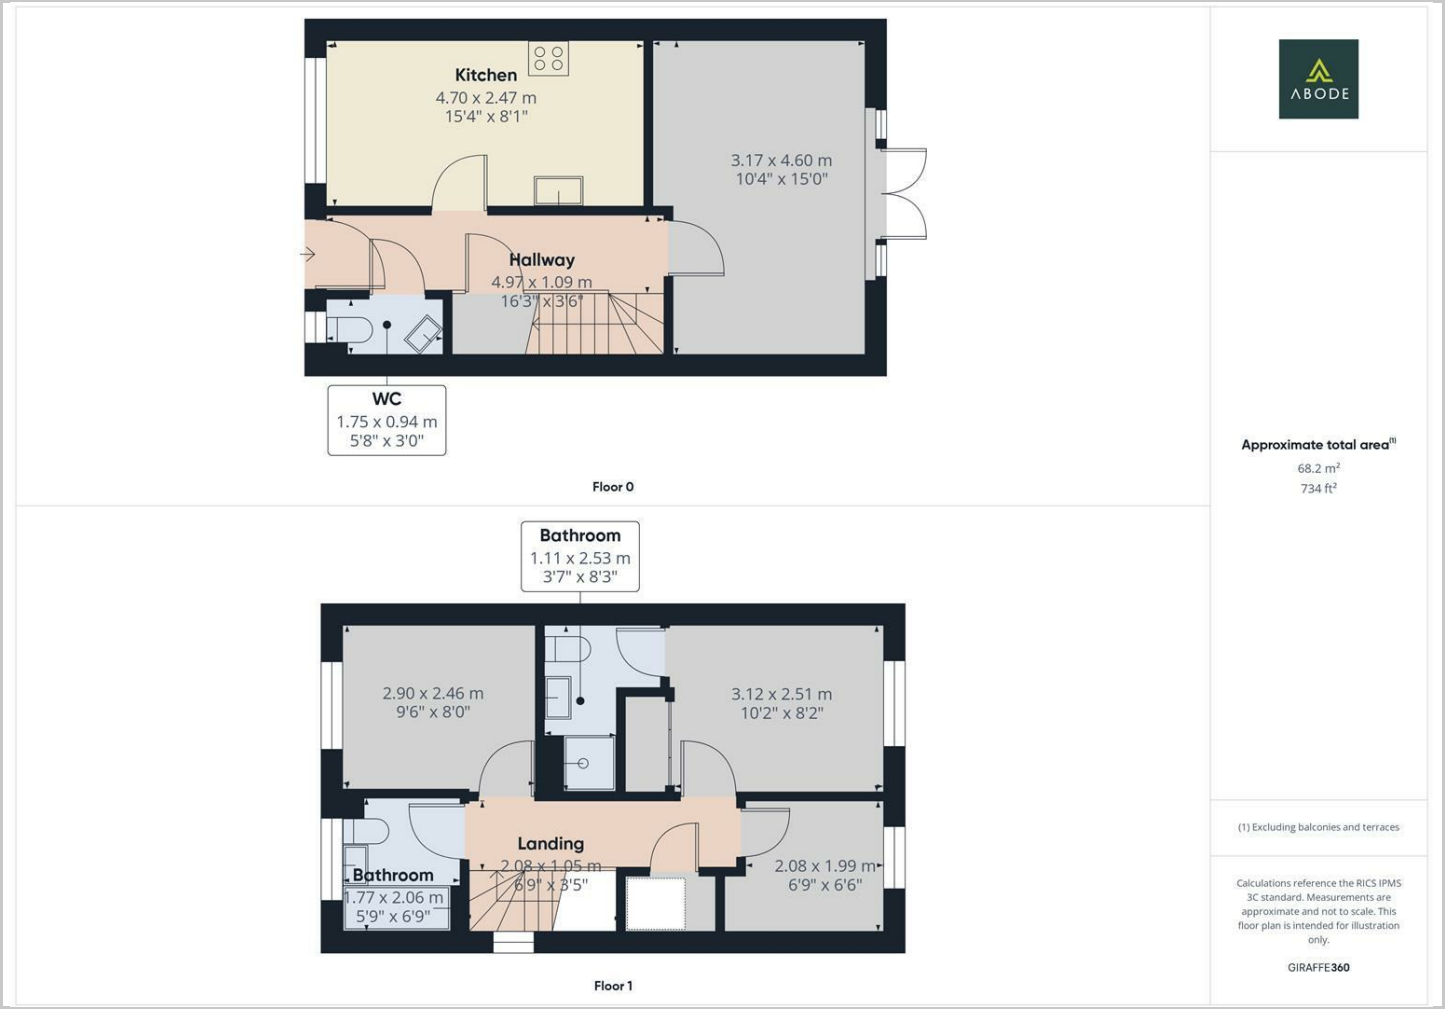 Kitchen
4.70 x 2.47 m
15'4" x 8'1"
3.17 x 4.60 m
10'4" x 15'0"
Hallway
4.97 x 1.09 m
16'3" x 3'6"
WC
1.75 x 0.94 m
5'8" x 3'0"
Floor 0
Bathroom
1.11 x 2.53 m
3'7" x 8'3"
2.90 x 2.46 m
9'6" x 8'0"
3.12 x 2.51 m
10'2" x 8'2"
Landing
2.08 x 1.05 m
6'9" x 3'5"
Bathroom
1.77 x 2.06 m
5'9" x 6'9"
2.08 x 1.99 m
6'9" x 6'6"
Floor 1
ABODE
Approximate total area(1)
68.2 m²
734 ft²
(1) Excluding balconies and terraces
Calculations reference the RICS IPMS
3C standard. Measurements are
approximate and not to scale. This
floor plan is intended for illustration
only.
GIRAFFE360